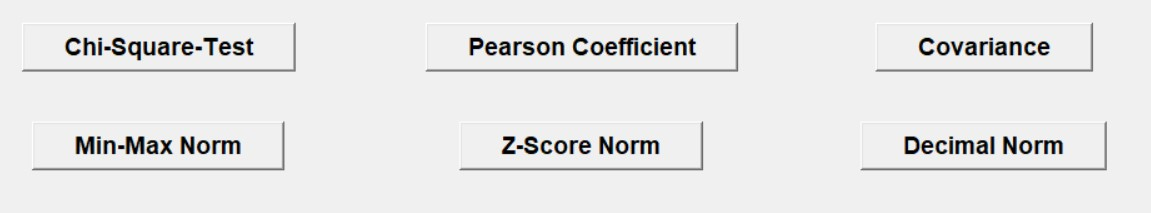 Chi-Square-Test
Pearson Coefficient
Covariance
Min-Max Norm
Z-Score Norm
Decimal Norm